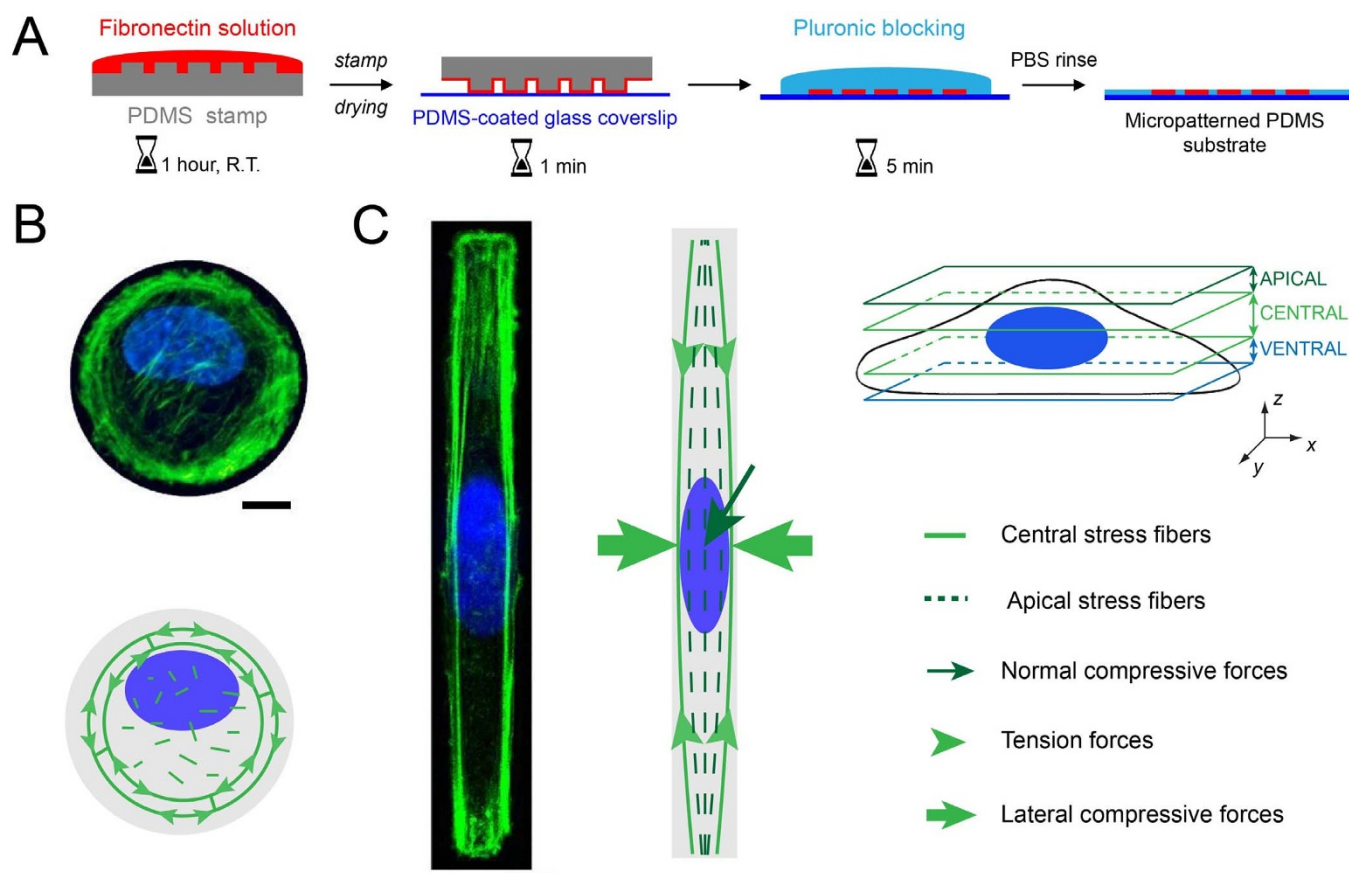 A
Fibronectin solution
PDMS stamp
1 hour, R.T.
stamp
drying
PDMS-coated glass coverslip
1 min
Pluronic blocking
5 min
PBS rinse
Micropatterned PDMS
substrate
B
C
APICAL
CENTRAL
VENTRAL
z
x
y
Central stress fibers
Apical stress fibers
Normal compressive forces
Tension forces
Lateral compressive forces